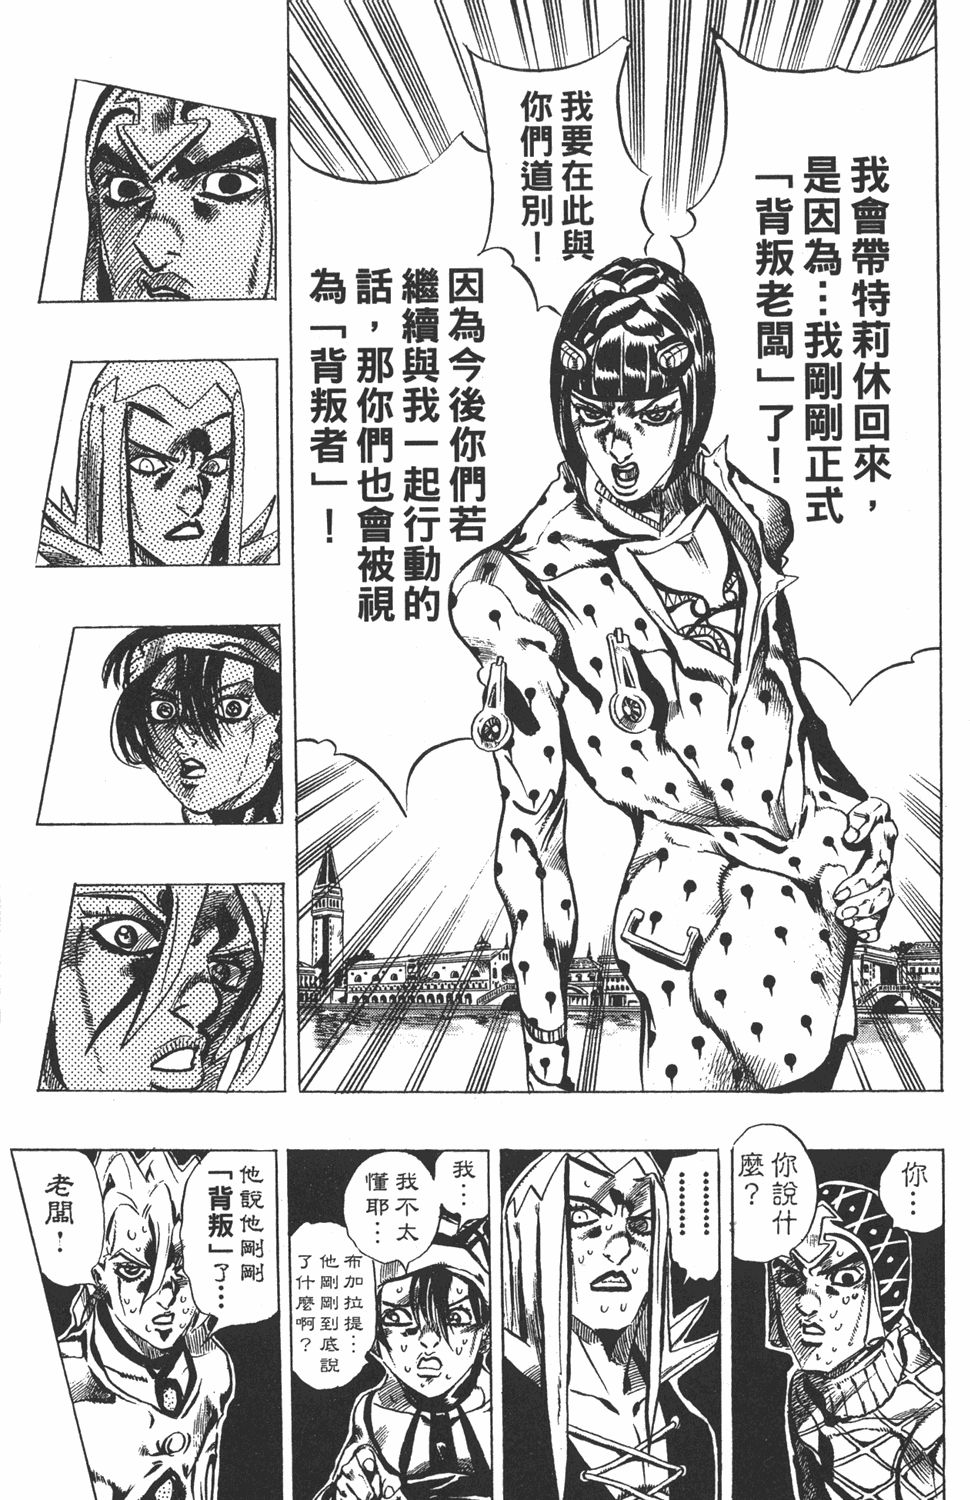 我會帶特莉休回來，
是因為…我剛剛正式
「背叛老闆」了！
我要在此與
你們道別！
因為今後你們若
繼續與我一起行動的
話，那你們也會被視
為「背叛者」！
你…
你說什
麼？
…………
我…
我不太
懂耶…
布加拉提…
他剛剛到底說
了什麼啊？
他說他剛剛
「背叛」了…
老闆，